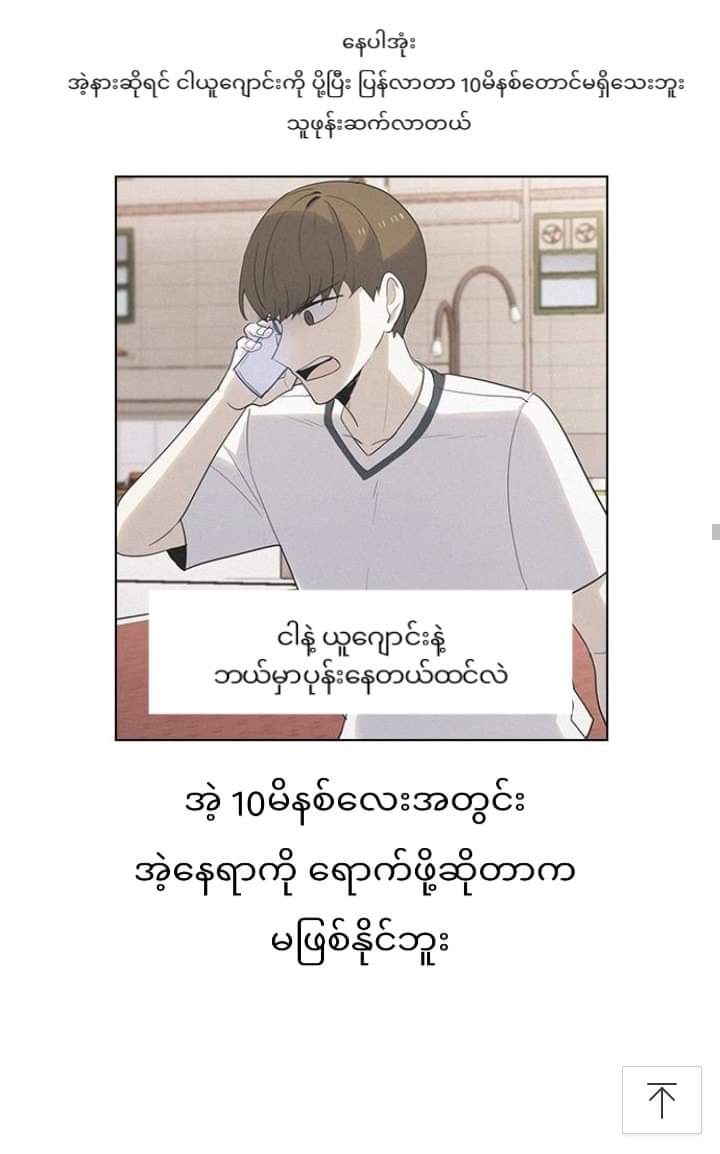 နေပါအုံး
အဲ့နားဆိုရင် ငါယူဂျောင်းကို ပို့ပြီး ပြန်လာတာ 10မိနစ်တောင်မရှိသေးဘူး
သူဖုန်းဆက်လာတယ်
ငါနဲ့ ယူဂျောင်းနဲ့
ဘယ်မှာပုန်းနေတယ်ထင်လဲ
အဲ့ 10မိနစ်လေးအတွင်း
အဲ့နေရာကို ရောက်ဖို့ဆိုတာက
မဖြစ်နိုင်ဘူး